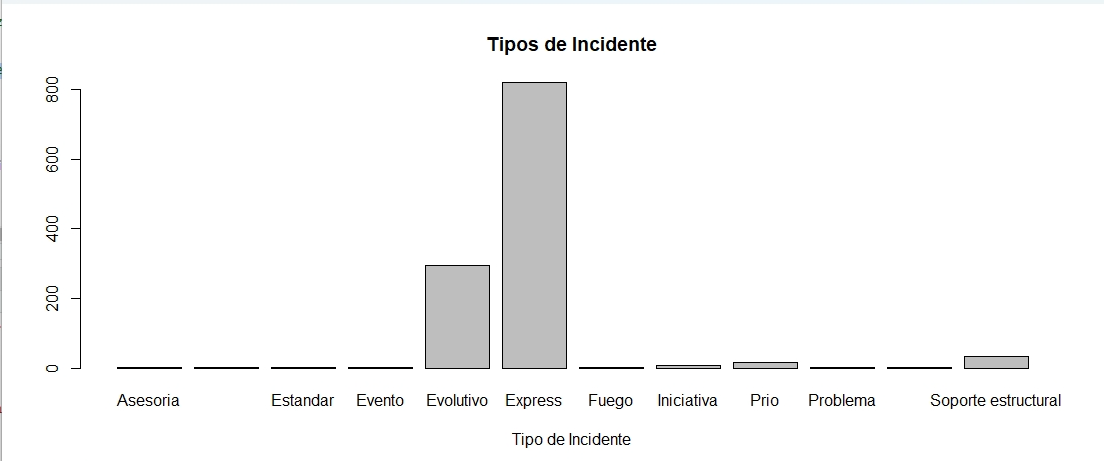 Tipos de Incidente
800
600
400
200
0
Asesoria Estandar Evento Evolutivo Express Fuego Iniciativa Prio Problema Soporte estructural
Tipo de Incidente